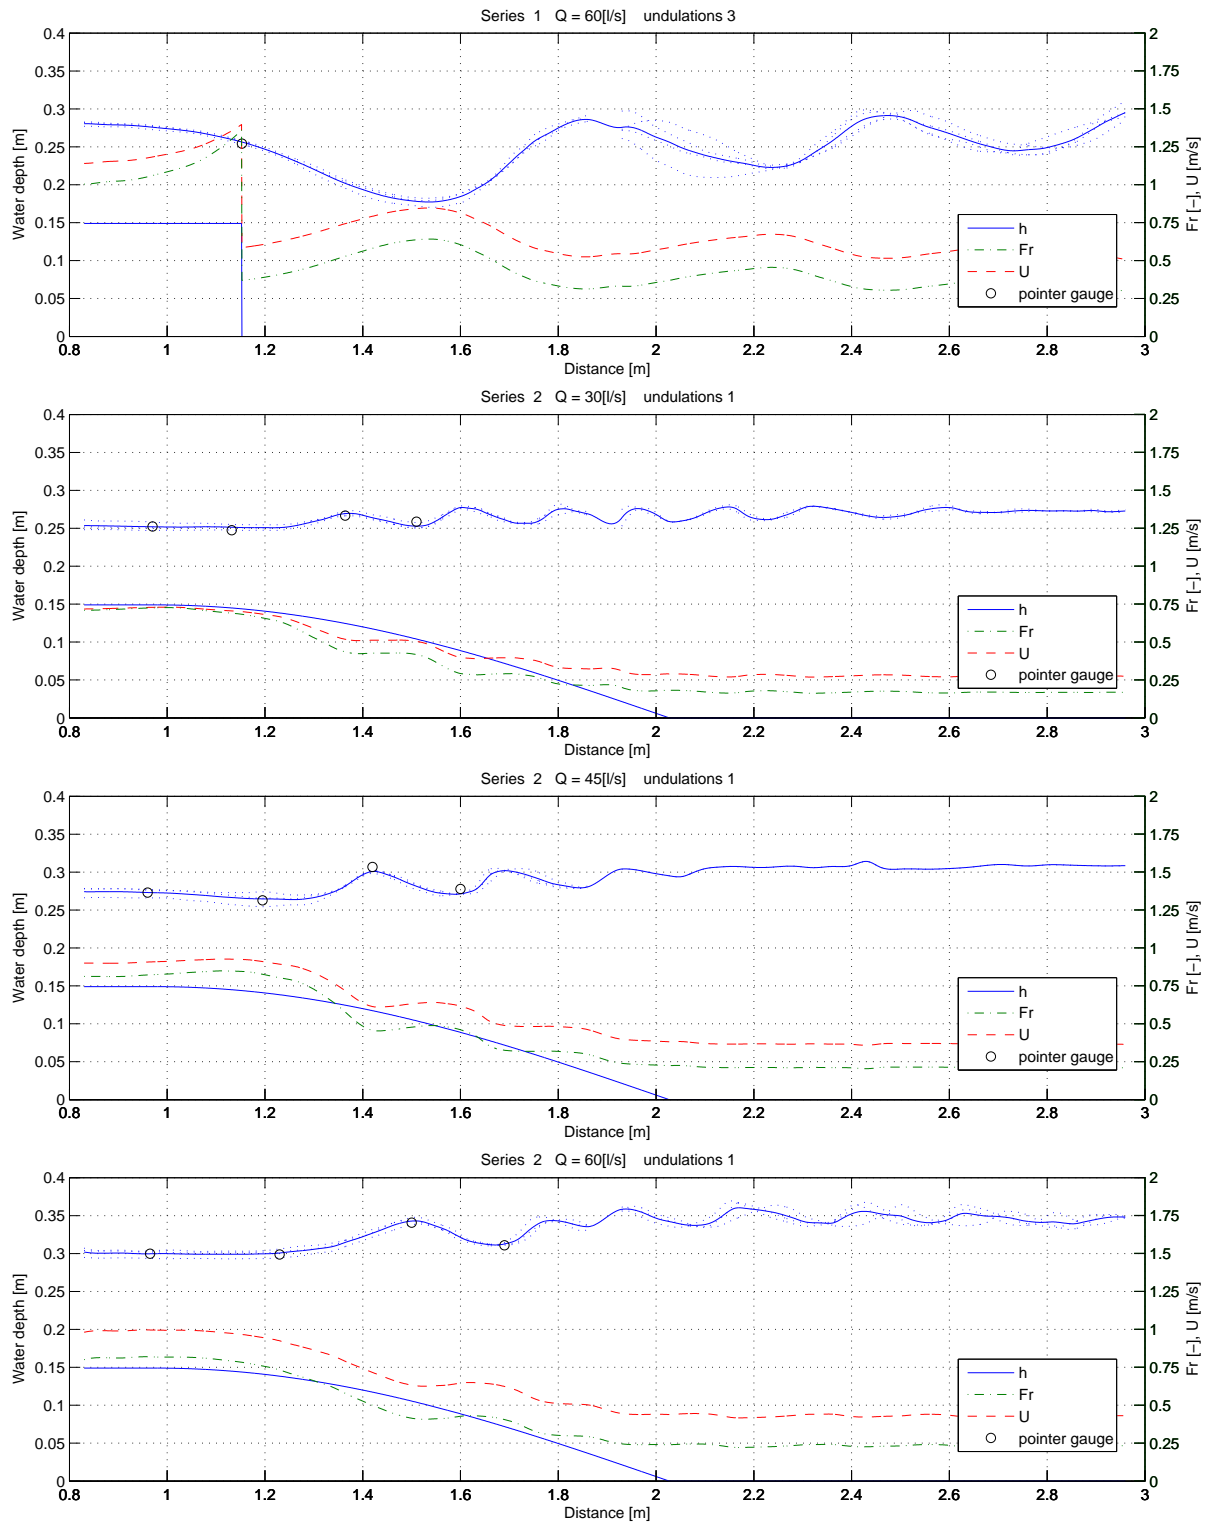 Series 1 Q = 60[l/s] undulations 3
0.4
0.35
0.3
0.25
0.2
0.15
0.1
0.05
0
Water depth [m]
2
1.75
1.5
1.25
1
0.75
0.5
0.25
0
Fr [−], U [m/s]
h
Fr
U
pointer gauge
0.8 1 1.2 1.4 1.6 1.8 2 2.2 2.4 2.6 2.8 3
Distance [m]
Series 2 Q = 30[l/s] undulations 1
0.4
0.35
0.3
0.25
0.2
0.15
0.1
0.05
0
Water depth [m]
2
1.75
1.5
1.25
1
0.75
0.5
0.25
0
Fr [−], U [m/s]
h
Fr
U
pointer gauge
0.8 1 1.2 1.4 1.6 1.8 2 2.2 2.4 2.6 2.8 3
Distance [m]
Series 2 Q = 45[l/s] undulations 1
0.4
0.35
0.3
0.25
0.2
0.15
0.1
0.05
0
Water depth [m]
2
1.75
1.5
1.25
1
0.75
0.5
0.25
0
Fr [−], U [m/s]
h
Fr
U
pointer gauge
0.8 1 1.2 1.4 1.6 1.8 2 2.2 2.4 2.6 2.8 3
Distance [m]
Series 2 Q = 60[l/s] undulations 1
0.4
0.35
0.3
0.25
0.2
0.15
0.1
0.05
0
Water depth [m]
2
1.75
1.5
1.25
1
0.75
0.5
0.25
0
Fr [−], U [m/s]
h
Fr
U
pointer gauge
0.8 1 1.2 1.4 1.6 1.8 2 2.2 2.4 2.6 2.8 3
Distance [m]